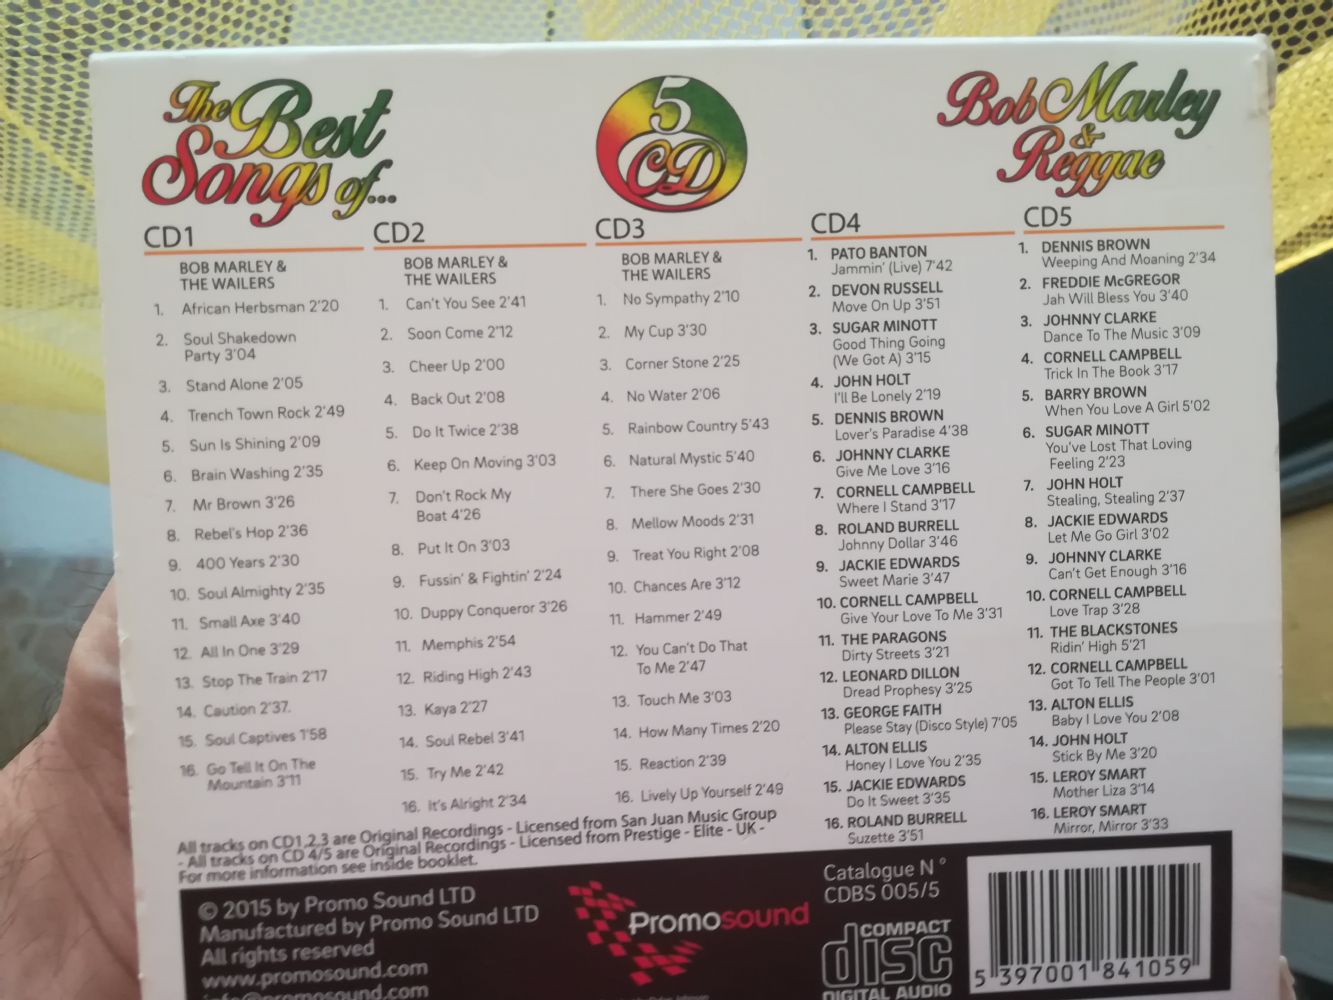 The Best
Songs of...
5
CD
Bob Marley
&
Reggae
CD1
BOB MARLEY &
THE WAILERS
1. African Herbsman 2'20
2. Soul Shakedown
Party 3'04
3. Stand Alone 2'05
4. Trench Town Rock 2'49
5. Sun Is Shining 2'09
6. Brain Washing 2'35
7. Mr Brown 3'26
8. Rebel's Hop 2'36
9. 400 Years 2'30
10. Soul Almighty 2'35
11. Small Axe 3'40
12. All In One 3'29
13. Stop The Train 2'17
14. Caution 2'37.
15. Soul Captives 1'58
16. Go Tell It On The
Mountain 3'11
CD2
BOB MARLEY &
THE WAILERS
1. Can't You See 2'41
2. Soon Come 2'12
3. Cheer Up 2'00
4. Back Out 2'08
5. Do It Twice 2'38
6. Keep On Moving 3'03
7. Don't Rock My
Boat 4'26
8. Put It On 3'03
9. Fussin' & Fightin' 2'24
10. Duppy Conqueror 3'26
11. Memphis 2'54
12. Riding High 2'43
13. Kaya 2'27
14. Soul Rebel 3'41
15. Try Me 2'42
16. It's Alright 2'34
CD3
BOB MARLEY &
THE WAILERS
1. No Sympathy 2'10
2. My Cup 3'30
3. Corner Stone 2'25
4. No Water 2'06
5. Rainbow Country 5'43
6. Natural Mystic 5'40
7. There She Goes 2'30
8. Mellow Moods 2'31
9. Treat You Right 2'08
10. Chances Are 3'12
11. Hammer 2'49
12. You Can't Do That
To Me 2'47
13. Touch Me 3'03
14. How Many Times 2'20
15. Reaction 2'39
16. Lively Up Yourself 2'49
CD4
1. PATO BANTON
Jammin' (Live) 7'42
2. DEVON RUSSELL
Move On Up 3'51
3. SUGAR MINOTT
Good Thing Going
(We Got A) 3'15
4. JOHN HOLT
I'll Be Lonely 2'19
5. DENNIS BROWN
Lover's Paradise 4'38
6. JOHNNY CLARKE
Give Me Love 3'16
7. CORNELL CAMPBELL
Where I Stand 3'17
8. ROLAND BURRELL
Johnny Dollar 3'46
9. JACKIE EDWARDS
Sweet Marie 3'47
10. CORNELL CAMPBELL
Give Your Love To Me 3'31
11. THE PARAGONS
Dirty Streets 3'21
12. LEONARD DILLON
Dread Prophesy 3'25
13. GEORGE FAITH
Please Stay (Disco Style) 7'05
14. ALTON ELLIS
Honey I Love You 2'35
15. JACKIE EDWARDS
Do It Sweet 3'35
16. ROLAND BURRELL
Suzette 3'51
CD5
1. DENNIS BROWN
Weeping And Moaning 2'34
2. FREDDIE McGREGOR
Jah Will Bless You 3'40
3. JOHNNY CLARKE
Dance To The Music 3'09
4. CORNELL CAMPBELL
Trick In The Book 3'17
5. BARRY BROWN
When You Love A Girl 5'02
6. SUGAR MINOTT
You've Lost That Loving
Feeling 2'23
7. JOHN HOLT
Stealing, Stealing 2'37
8. JACKIE EDWARDS
Let Me Go Girl 3'02
9. JOHNNY CLARKE
Can't Get Enough 3'16
10. CORNELL CAMPBELL
Love Trap 3'28
11. THE BLACKSTONES
Ridin' High 5'21
12. CORNELL CAMPBELL
Got To Tell The People 3'01
13. ALTON ELLIS
Baby I Love You 2'08
14. JOHN HOLT
Stick By Me 3'20
15. LEROY SMART
Mother Liza 3'14
16. LEROY SMART
Mirror, Mirror 3'33
All tracks on CD1,2,3 are Original Recordings - Licensed from San Juan Music Group
- All tracks on CD 4/5 are Original Recordings - Licensed from Prestige - Elite - UK -
For more information see inside booklet.
© 2015 by Promo Sound LTD
Manufactured by Promo Sound LTD
All rights reserved
www.promosound.com
Promosound
Catalogue N°
CDBS 005/5
COMPACT
disc
DIGITAL AUDIO
5 397001 841059